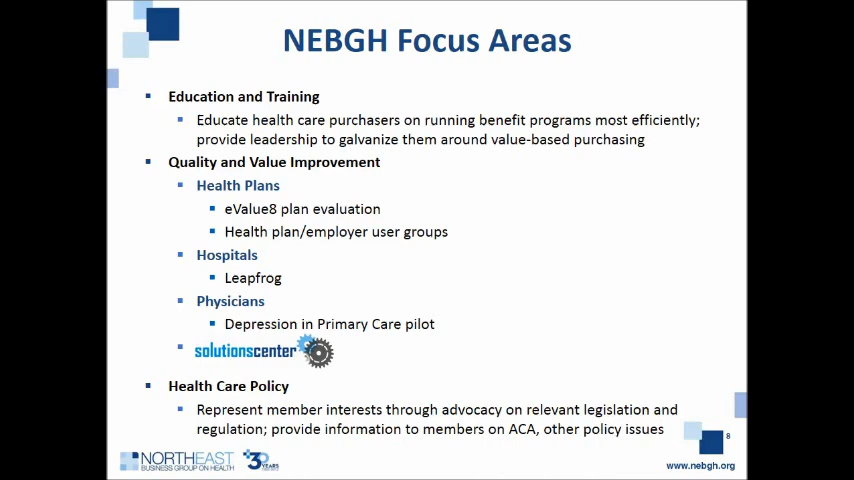 NEBGH Focus Areas
Education and Training
Educate health care purchasers on running benefit programs most efficiently;
provide leadership to galvanize them around value-based purchasing
Quality and Value Improvement
Health Plans
eValue8 plan evaluation
Health plan/employer user groups
Hospitals
Leapfrog
Physicians
Depression in Primary Care pilot
solutionscenter
Health Care Policy
Represent member interests through advocacy on relevant legislation and
regulation; provide information to members on ACA, other policy issues
8
NORTHEAST
BUSINESS GROUP ON HEALTH
30
YEARS
www.nebgh.org